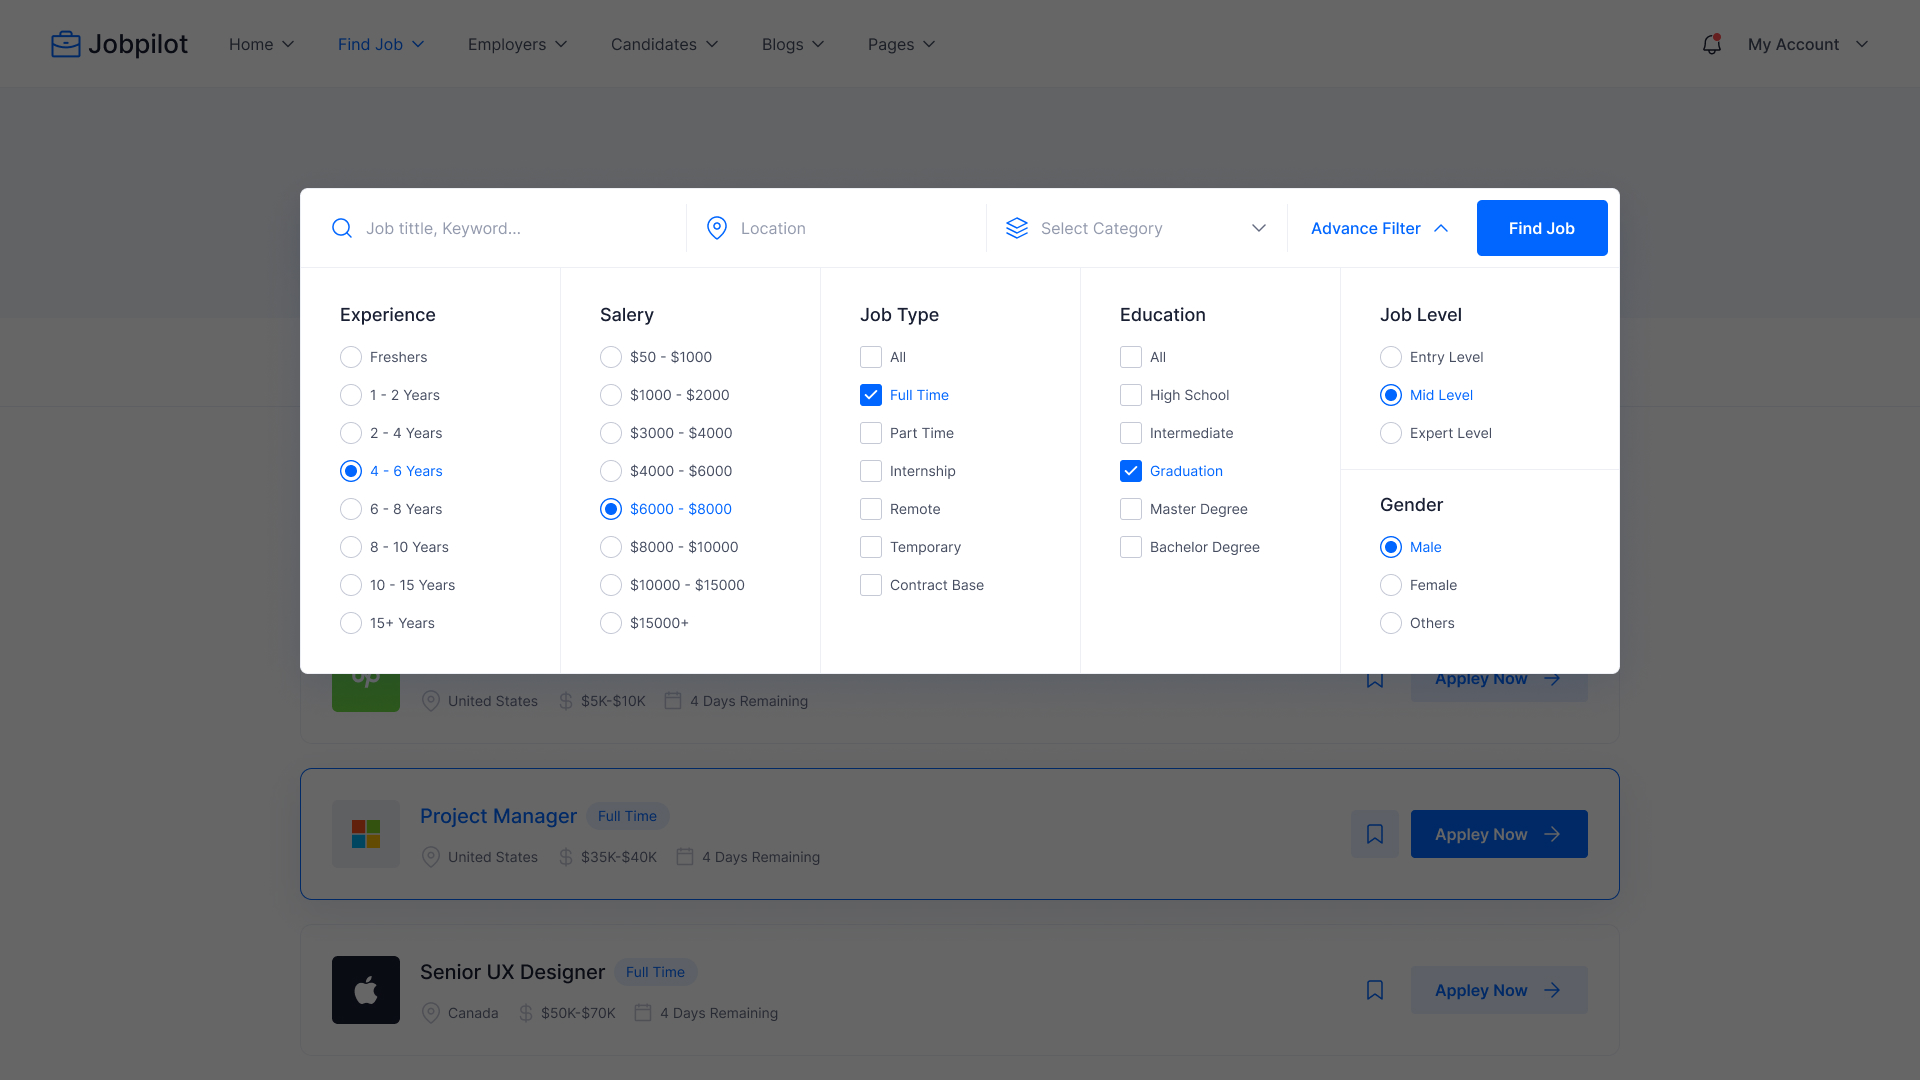 Jobpilot Home Find Job Employers Candidates Blogs Pages My Account
Job tittle, Keyword... Location Select Category Advance Filter Find Job
Experience
Freshers
1 - 2 Years
2 - 4 Years
4 - 6 Years
6 - 8 Years
8 - 10 Years
10 - 15 Years
15+ Years
Salery
$50 - $1000
$1000 - $2000
$3000 - $4000
$4000 - $6000
$6000 - $8000
$8000 - $10000
$10000 - $15000
$15000+
Job Type
All
Full Time
Part Time
Internship
Remote
Temporary
Contract Base
Education
All
High School
Intermediate
Graduation
Master Degree
Bachelor Degree
Job Level
Entry Level
Mid Level
Expert Level
Gender
Male
Female
Others
up
United States $5K-$10K 4 Days Remaining
Appley Now
Project Manager Full Time
United States $35K-$40K 4 Days Remaining
Appley Now
Senior UX Designer Full Time
Canada $50K-$70K 4 Days Remaining
Appley Now